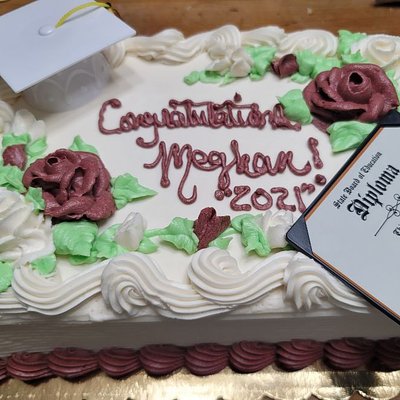 Congratulations
Meghan!
"2021"
State Board of Education
Diploma